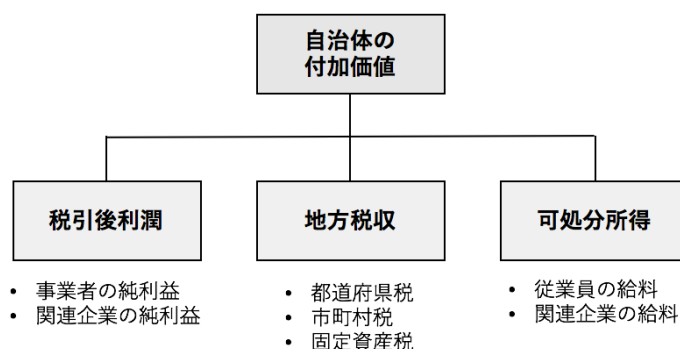 自治体の
付加価値
税引後利潤
地方税収
可処分所得
• 事業者の純利益
• 関連企業の純利益
• 都道府県税
• 市町村税
• 固定資産税
• 従業員の給料
• 関連企業の給料